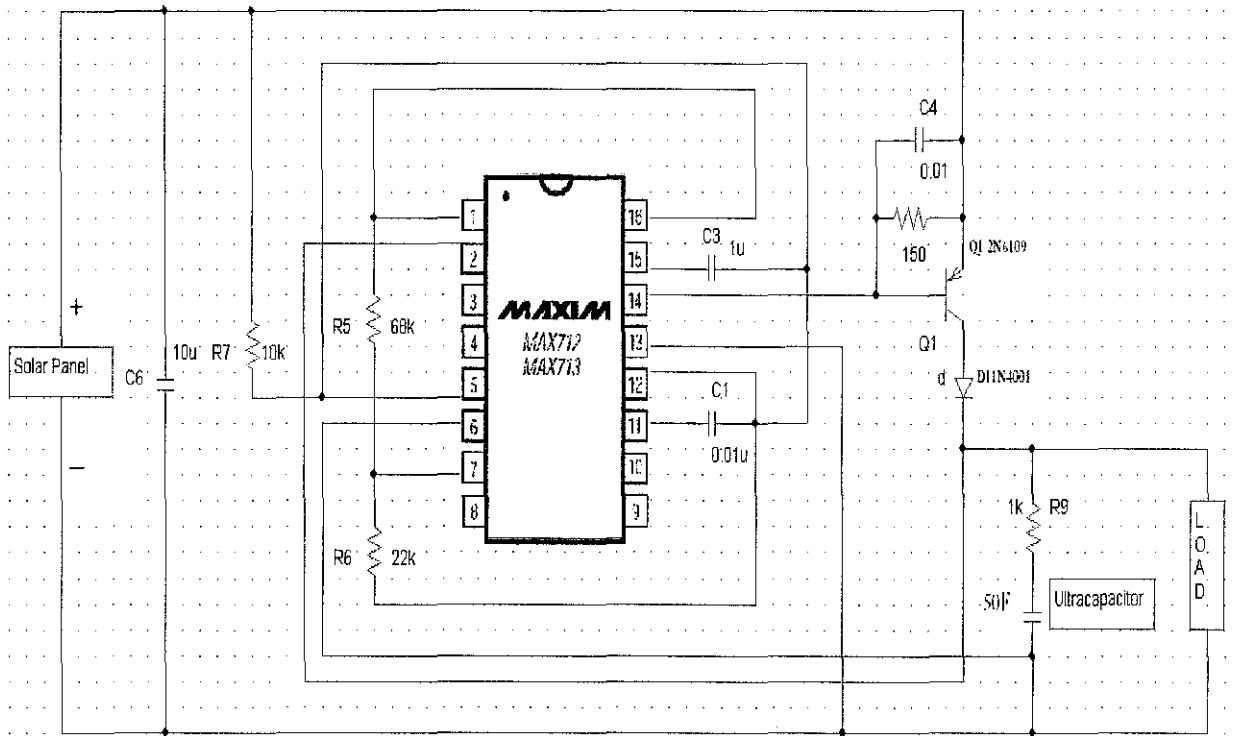 C4
0.01
150
Q1 2N6109
Q1
d
D11N4001
1
2
3
4
5
6
7
8
16
15
14
13
12
11
10
9
MAXIM
MAX712
MAX713
C3
1u
C1
0.01u
R5
68k
R6
22k
R7
10k
10u
C6
+
Solar Panel
−
1k
R9
50F
Ultracapacitor
LOAD